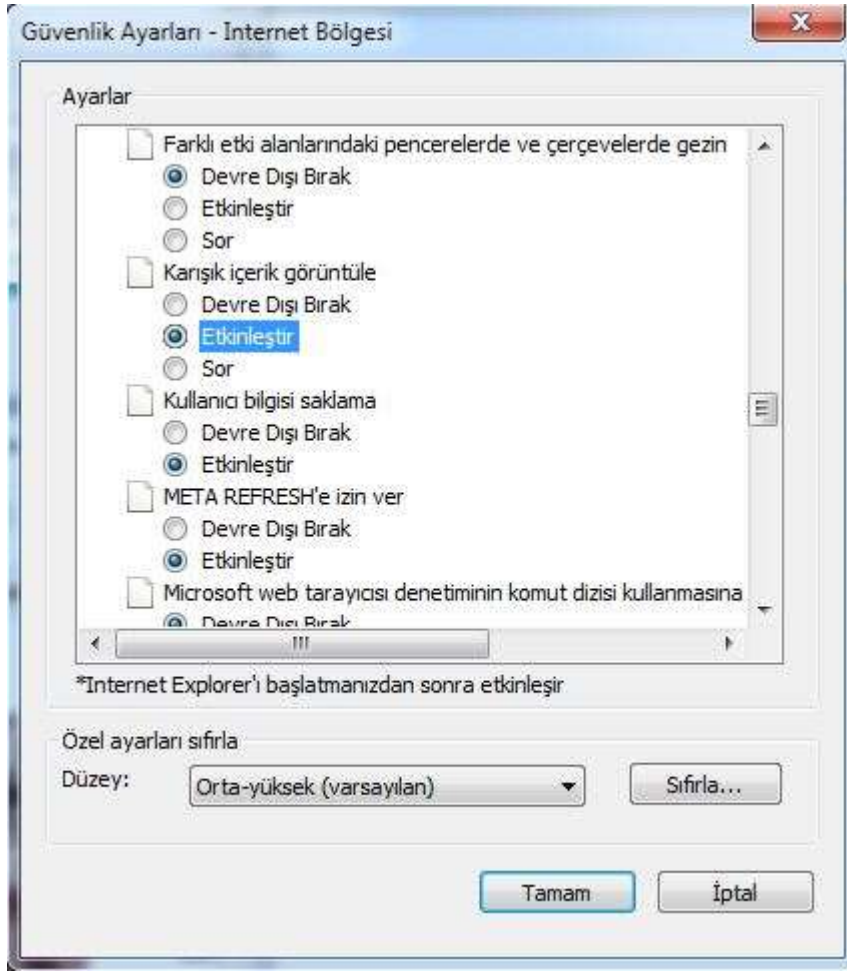 Güvenlik Ayarları - Internet Bölgesi
Ayarlar
Farklı etki alanlarındaki pencerelerde ve çerçevelerde gezin
Devre Dışı Bırak
Etkinleştir
Sor
Karışık içerik görüntüle
Devre Dışı Bırak
Etkinleştir
Sor
Kullanıcı bilgisi saklama
Devre Dışı Bırak
Etkinleştir
META REFRESH'e izin ver
Devre Dışı Bırak
Etkinleştir
Microsoft web tarayıcısı denetiminin komut dizisi kullanmasına
Devre Dışı Bırak
*Internet Explorer'ı başlatmanızdan sonra etkinleşir
Özel ayarları sıfırla
Düzey:
Orta-yüksek (varsayılan)
Sıfırla...
Tamam
İptal